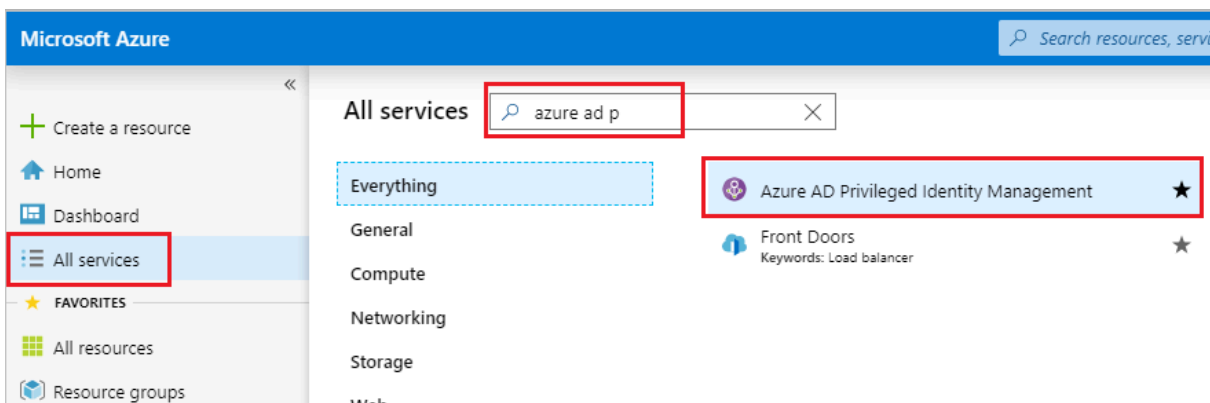 Microsoft Azure
Search resources, servi
«
Create a resource
Home
Dashboard
All services
FAVORITES
All resources
Resource groups
All services
azure ad p
Everything
General
Compute
Networking
Storage
Azure AD Privileged Identity Management
Front Doors
Keywords: Load balancer